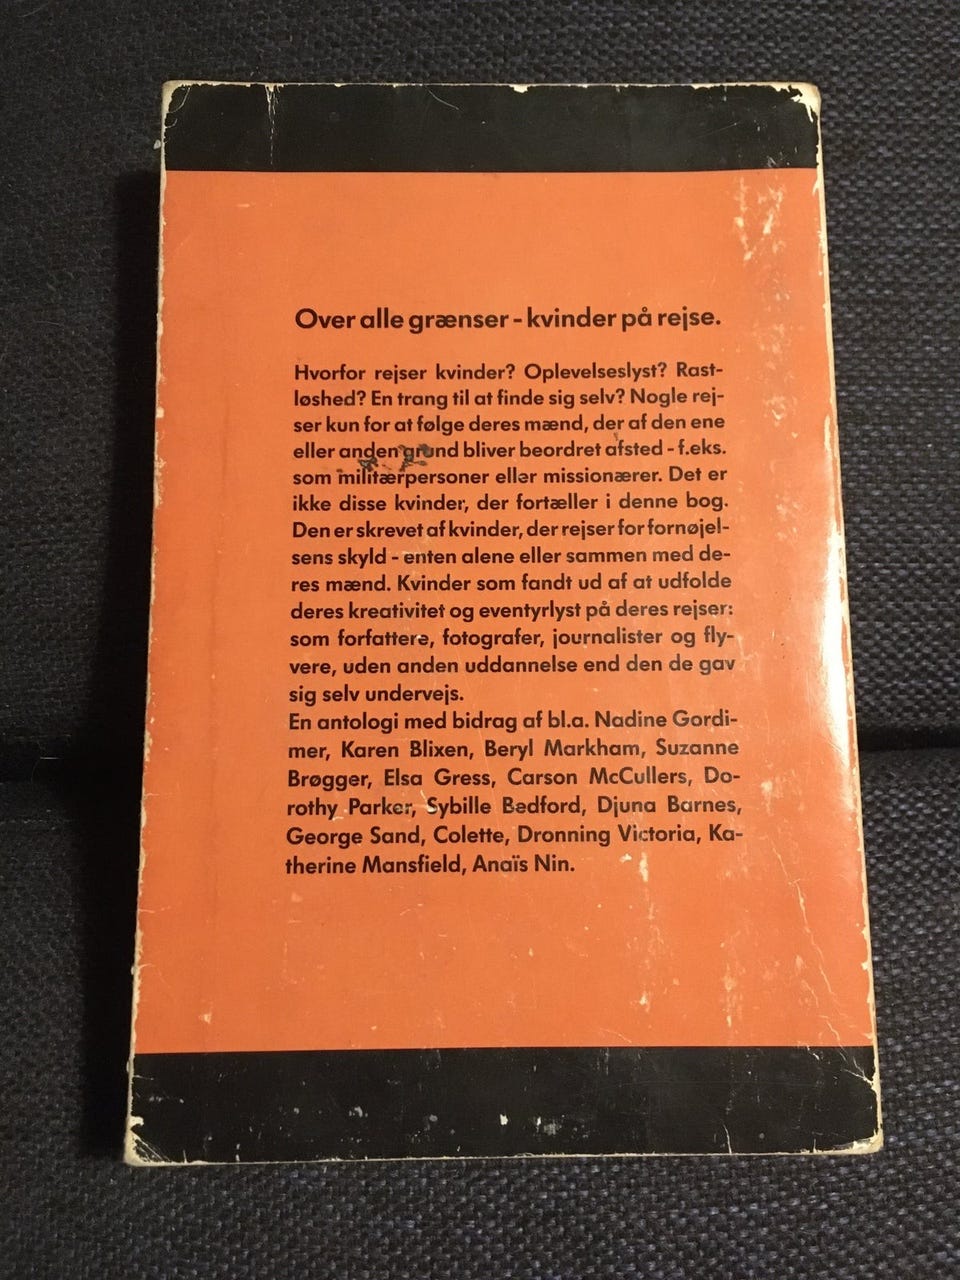 Over alle grænser - kvinder på rejse.
Hvorfor rejser kvinder? Oplevelseslyst? Rast-
løshed? En trang til at finde sig selv? Nogle rej-
ser kun for at følge deres mænd, der af den ene
eller anden grund bliver beordret afsted - f.eks.
som militærpersoner eller missionærer. Det er
ikke disse kvinder, der fortæller i denne bog.
Den er skrevet af kvinder, der rejser for fornøjel-
sens skyld - enten alene eller sammen med de-
res mænd. Kvinder som fandt ud af at udfolde
deres kreativitet og eventyrlyst på deres rejser:
som forfattere, fotografer, journalister og fly-
vere, uden anden uddannelse end den de gav
sig selv undervejs.
En antologi med bidrag af bl.a. Nadine Gordi-
mer, Karen Blixen, Beryl Markham, Suzanne
Brøgger, Elsa Gress, Carson McCullers, Do-
rothy Parker, Sybille Bedford, Djuna Barnes,
George Sand, Colette, Dronning Victoria, Ka-
therine Mansfield, Anaïs Nin.